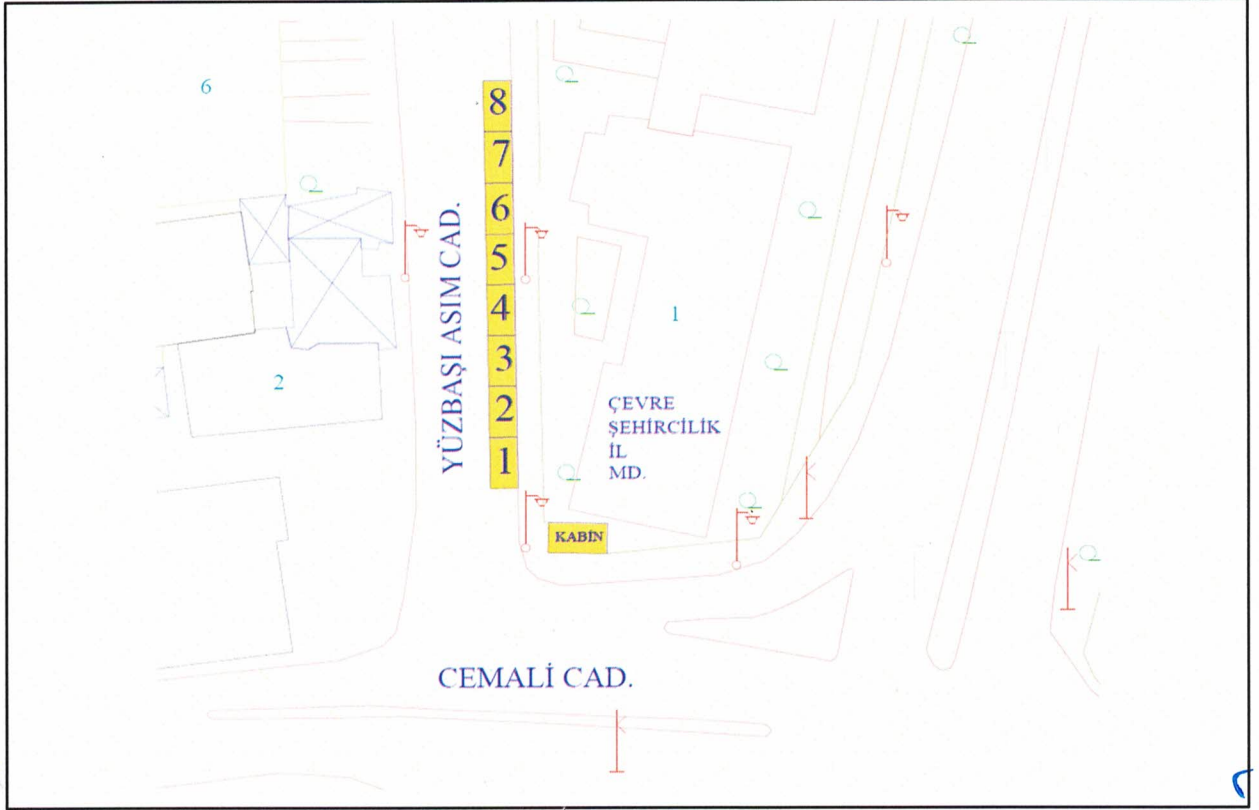 6
8
7
6
5
4
3
2
1
YÜZBAŞI ASIM CAD.
1
2
ÇEVRE
ŞEHİRCİLİK
İL
MD.
KABİN
CEMALİ CAD.